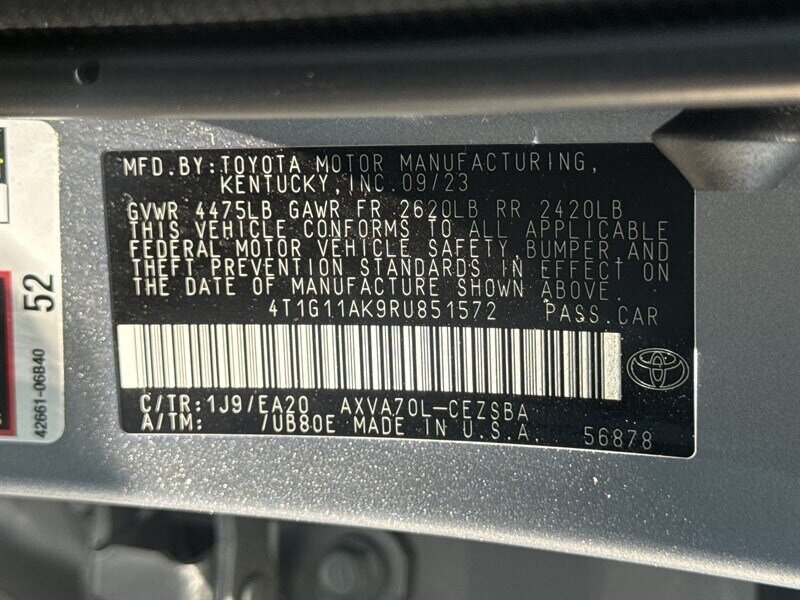 MFD.BY:TOYOTA MOTOR MANUFACTURING,
KENTUCKY,INC.09/23
GVWR 4475LB GAWR FR 2620LB RR 2420LB
THIS VEHICLE CONFORMS TO ALL APPLICABLE
FEDERAL MOTOR VEHICLE SAFETY,BUMPER,AND
THEFT PREVENTION STANDARDS IN EFFECT ON
THE DATE OF MANUFACTURE SHOWN ABOVE.
4T1G11AK9RU851572 PASS.CAR
C/TR:1J9/EA20 AXVA70L-CEZSBA
A/TM: /UB80E MADE IN U.S.A. 56878
52
42661-06B40